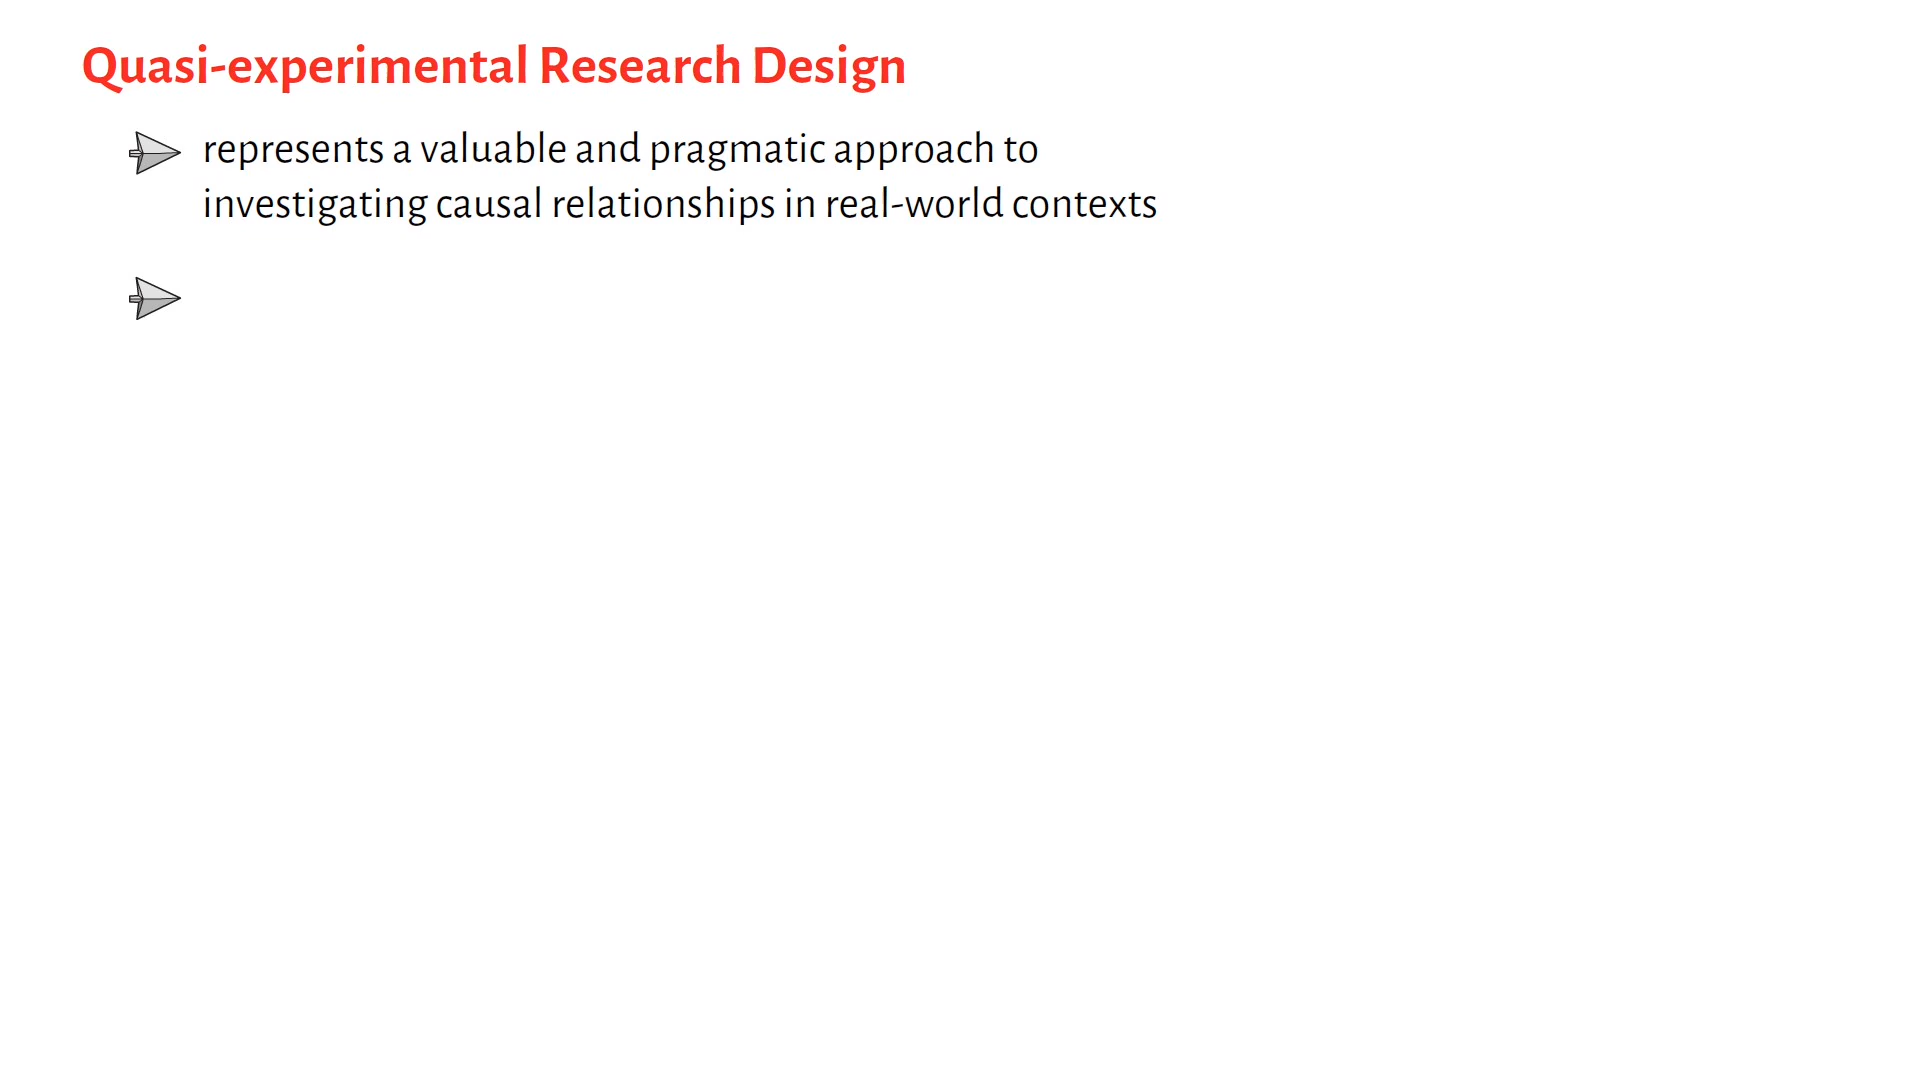 Quasi-experimental Research Design
represents a valuable and pragmatic approach to
investigating causal relationships in real-world contexts